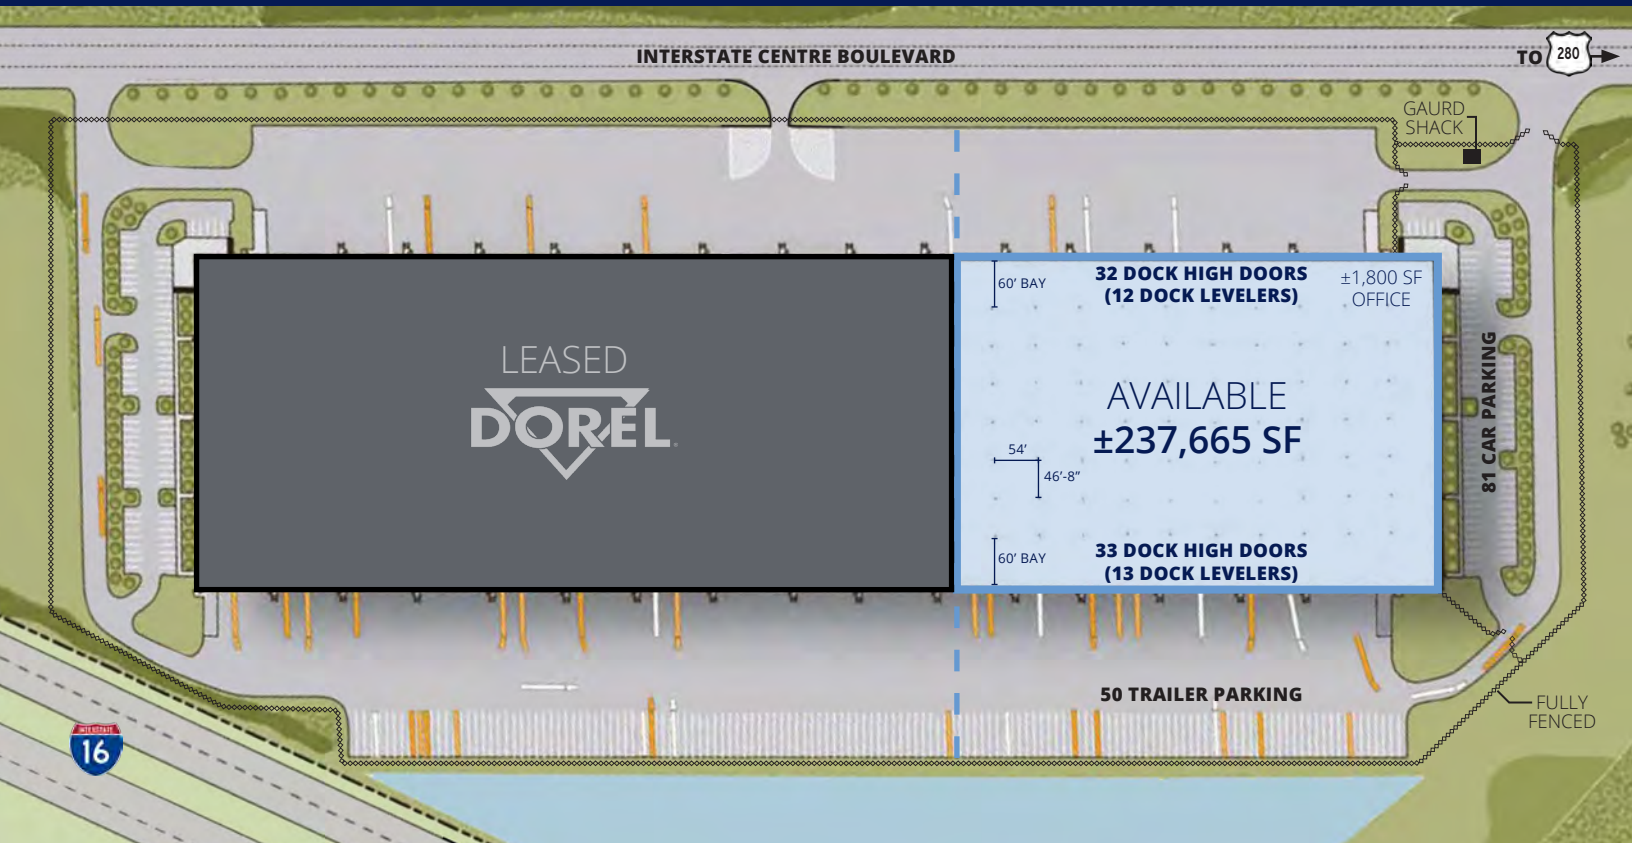 INTERSTATE CENTRE BOULEVARD
TO 280
GAURD
SHACK
60' BAY
32 DOCK HIGH DOORS
(12 DOCK LEVELERS)
±1,800 SF
OFFICE
LEASED
DOREL
AVAILABLE
±237,665 SF
54'
46'-8"
81 CAR PARKING
60' BAY
33 DOCK HIGH DOORS
(13 DOCK LEVELERS)
50 TRAILER PARKING
FULLY
FENCED
INTERSTATE
16